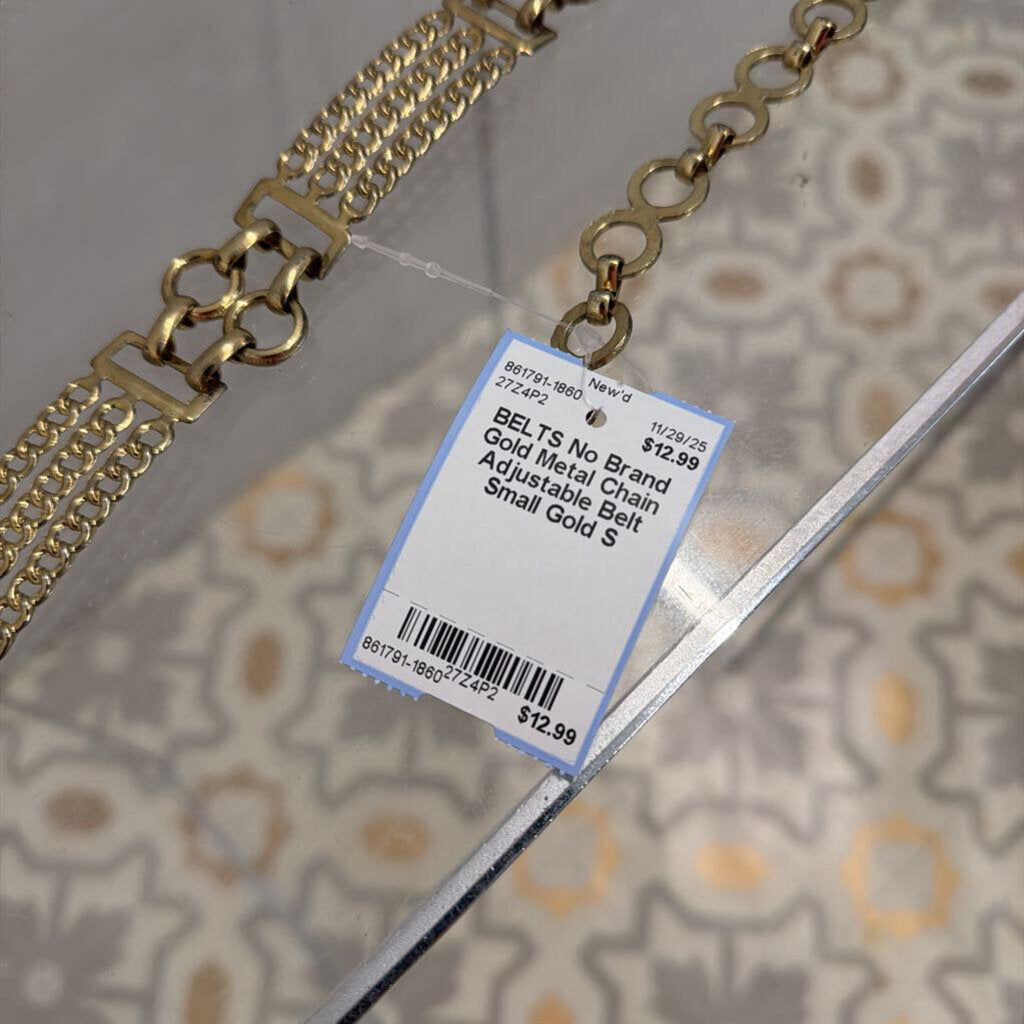 861791-1860 New'd
27Z4P2
11/29/25
$12.99
BELTS No Brand
Gold Metal Chain
Adjustable Belt
Small Gold S
861791-186027Z4P2
$12.99